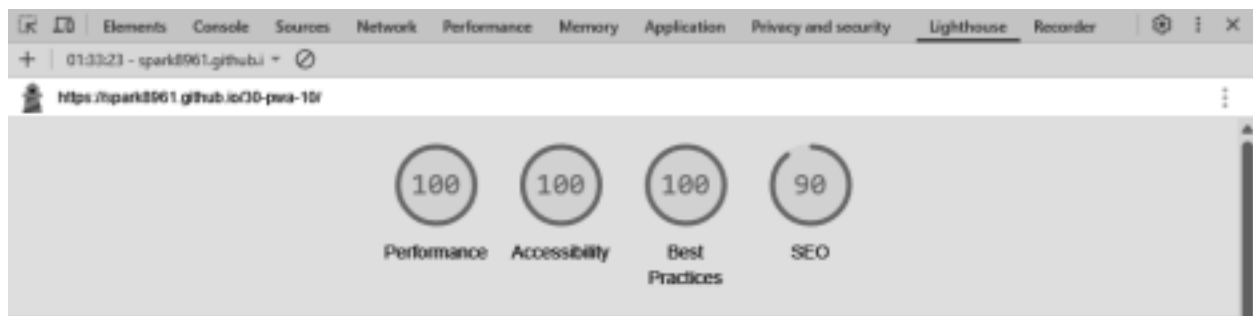 Elements Console Sources Network Performance Memory Application Privacy and security Lighthouse Recorder
01:33:23 - spark8961.github.i
https://spark8961.github.io/30-pwa-10/
100 100 100 90
Performance Accessibility Best Practices SEO